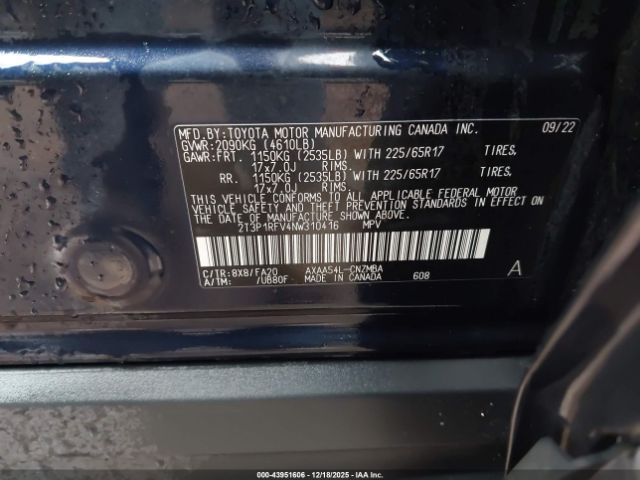 MFD.BY:TOYOTA MOTOR MANUFACTURING CANADA INC. 09/22
GVWR:2090KG (4610LB)
GAWR:FRT. 1150KG (2535LB) WITH 225/65R17 TIRES,
17x7.0J RIMS.
RR. 1150KG (2535LB) WITH 225/65R17 TIRES,
17x7.0J RIMS.
THIS VEHICLE CONFORMS TO ALL APPLICABLE FEDERAL MOTOR
VEHICLE SAFETY AND THEFT PREVENTION STANDARDS IN EFFECT ON
THE DATE OF MANUFACTURE SHOWN ABOVE.
2T3P1RFV4NW310416 MPV
C/TR:8X8/FA20 AXAA54L-CNZMBA 608 A
A/TM: /UB80F MADE IN CANADA
000-43951606 - 12/18/2025 - IAAI.CA